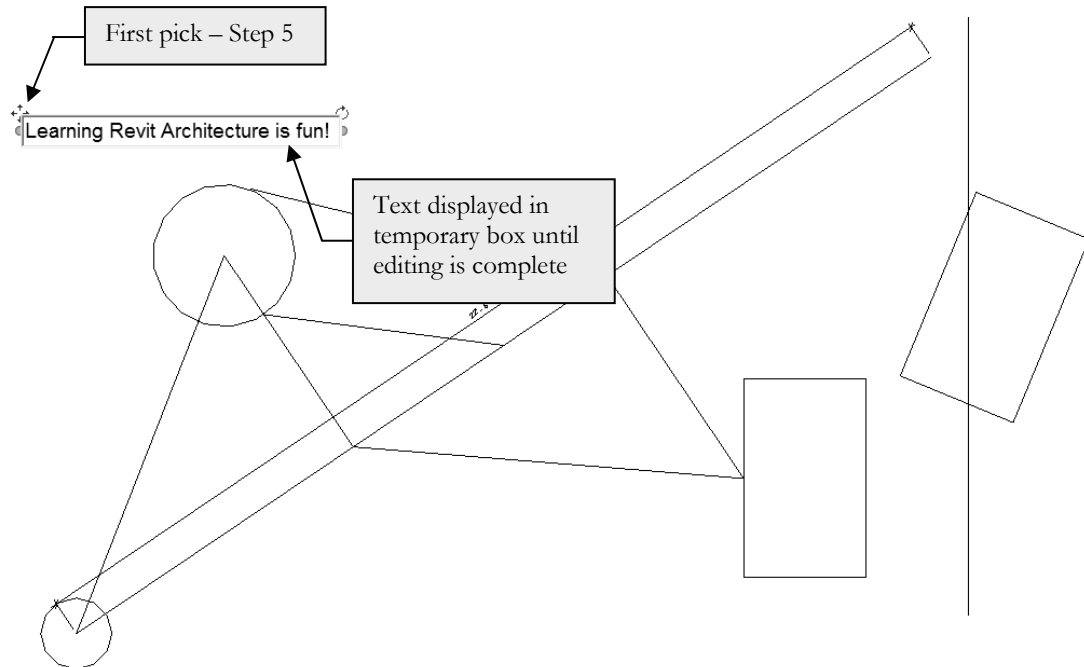 First pick – Step 5
Learning Revit Architecture is fun!
Text displayed in
temporary box until
editing is complete